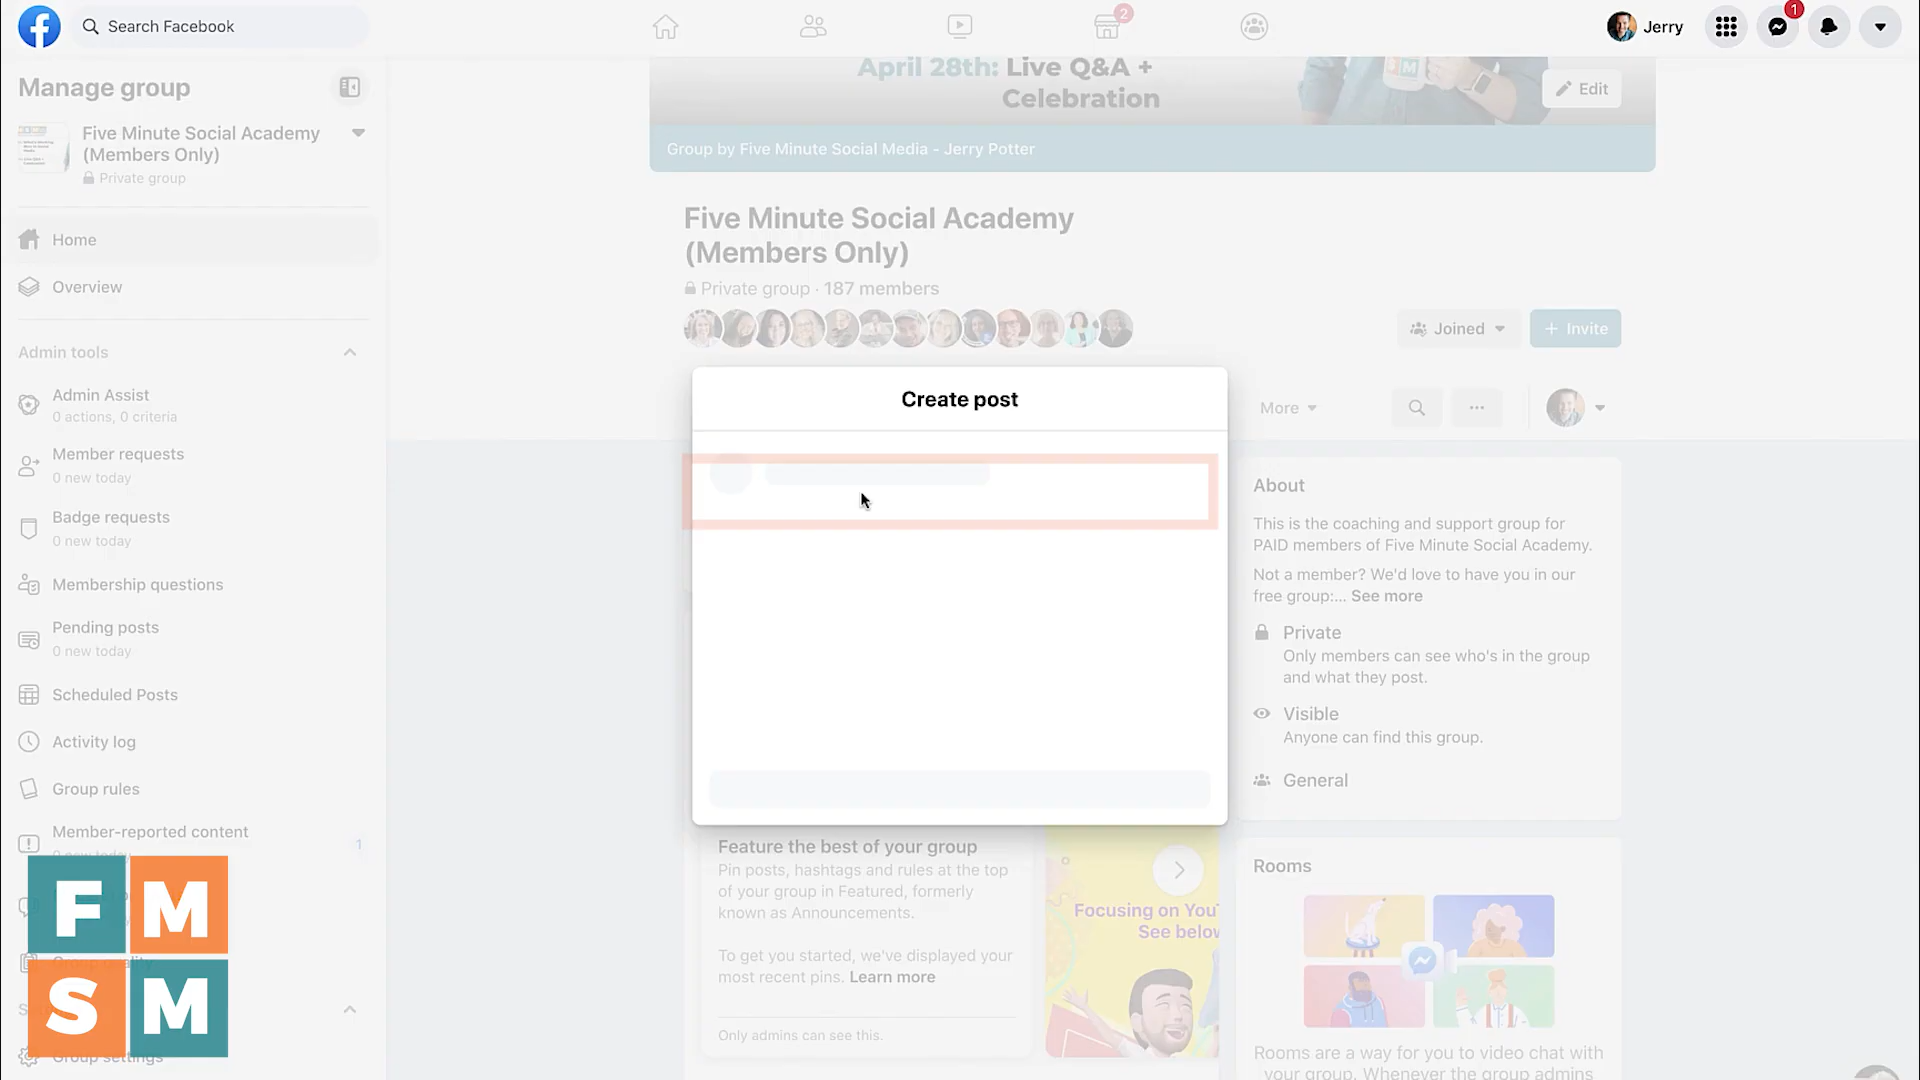 Search Facebook
2
Jerry
1
Manage group
Five Minute Social Academy
(Members Only)
Private group
Home
Overview
Admin tools
Admin Assist
0 actions, 0 criteria
Member requests
0 new today
Badge requests
0 new today
Membership questions
Pending posts
0 new today
Scheduled Posts
Activity log
Group rules
Member-reported content
0 new today
1
Group quality
Group settings
F M
S M
April 28th: Live Q&A +
Celebration
Edit
Group by Five Minute Social Media - Jerry Potter
Five Minute Social Academy
(Members Only)
Private group · 187 members
Joined
+ Invite
More
Create post
About
This is the coaching and support group for
PAID members of Five Minute Social Academy.
Not a member? We'd love to have you in our
free group:... See more
Private
Only members can see who's in the group
and what they post.
Visible
Anyone can find this group.
General
Feature the best of your group
Pin posts, hashtags and rules at the top
of your group in Featured, formerly
known as Announcements.
To get you started, we've displayed your
most recent pins. Learn more
Only admins can see this.
Focusing on You
See below
Rooms
Rooms are a way for you to video chat with
your group. Whenever the group admins